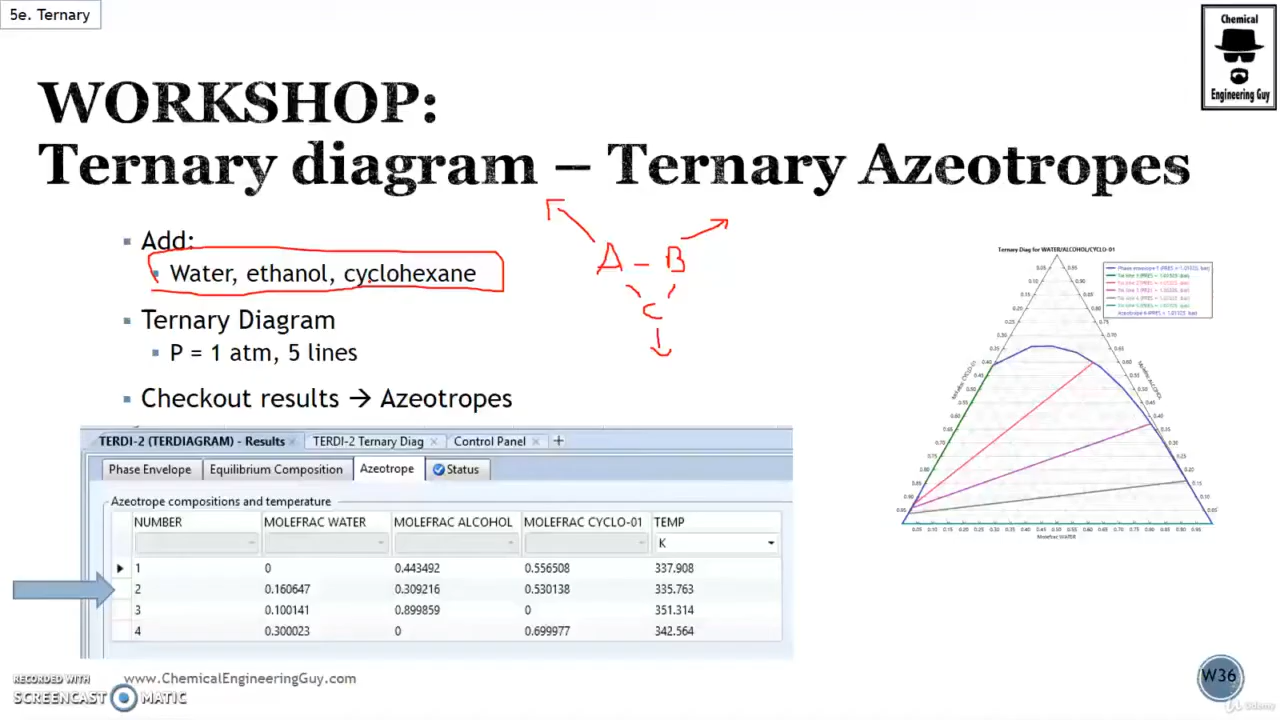 5e. Ternary
Chemical
Engineering Guy
WORKSHOP:
Ternary diagram – Ternary Azeotropes
▪ Add:
▪ Water, ethanol, cyclohexane
A – B
C
▪ Ternary Diagram
▪ P = 1 atm, 5 lines
▪ Checkout results → Azeotropes
Ternary Diag for WATER/ALCOHOL/CYCLO-01
Molefrac WATER
TERDI-2 (TERDIAGRAM) - Results × TERDI-2 Ternary Diag × Control Panel × +
Phase Envelope Equilibrium Composition Azeotrope Status
Azeotrope compositions and temperature
NUMBER MOLEFRAC WATER MOLEFRAC ALCOHOL MOLEFRAC CYCLO-01 TEMP
K
1 0 0.443492 0.556508 337.908
2 0.160647 0.309216 0.530138 335.763
3 0.100141 0.899859 0 351.314
4 0.300023 0 0.699977 342.564
RECORDED WITH
SCREENCAST MATIC
www.ChemicalEngineeringGuy.com
W36
Udemy